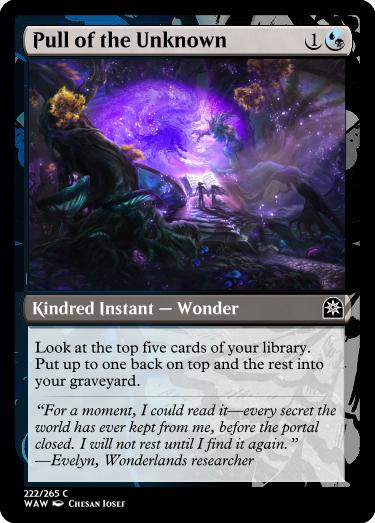 Pull of the Unknown 1
Kindred Instant — Wonder
Look at the top five cards of your library.
Put up to one back on top and the rest into
your graveyard.
“For a moment, I could read it—every secret the
world has ever kept from me, before the portal
closed. I will not rest until I find it again.”
—Evelyn, Wonderlands researcher
222/265 C
WAW Chesan Iosef